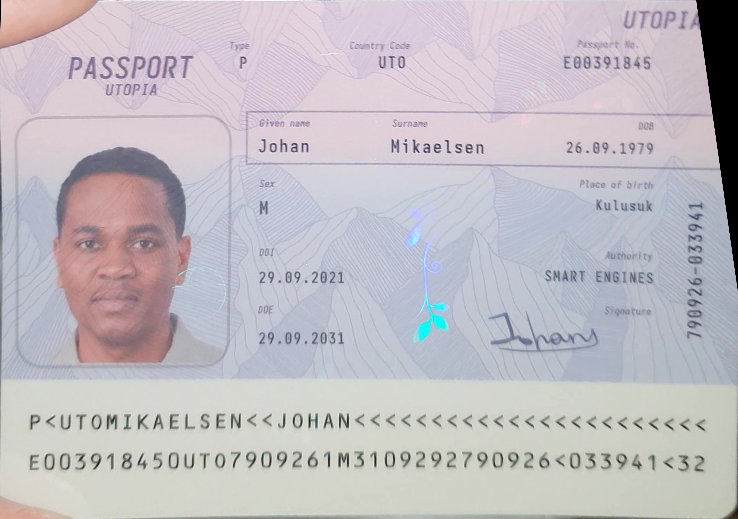 UTOPIA
PASSPORT
UTOPIA
Type
P
Country Code
UTO
Passport No.
E00391845
Given name
Johan
Surname
Mikaelsen
DOB
26.09.1979
Sex
M
Place of birth
Kulusuk
DOI
29.09.2021
Authority
SMART ENGINES
DOE
29.09.2031
Signature
Johans
790926-033941
P<UTOMIKAELSEN<<JOHAN<<<<<<<<<<<<<<<<<<<<<<<
E003918450UTO7909261M3109292790926<033941<32